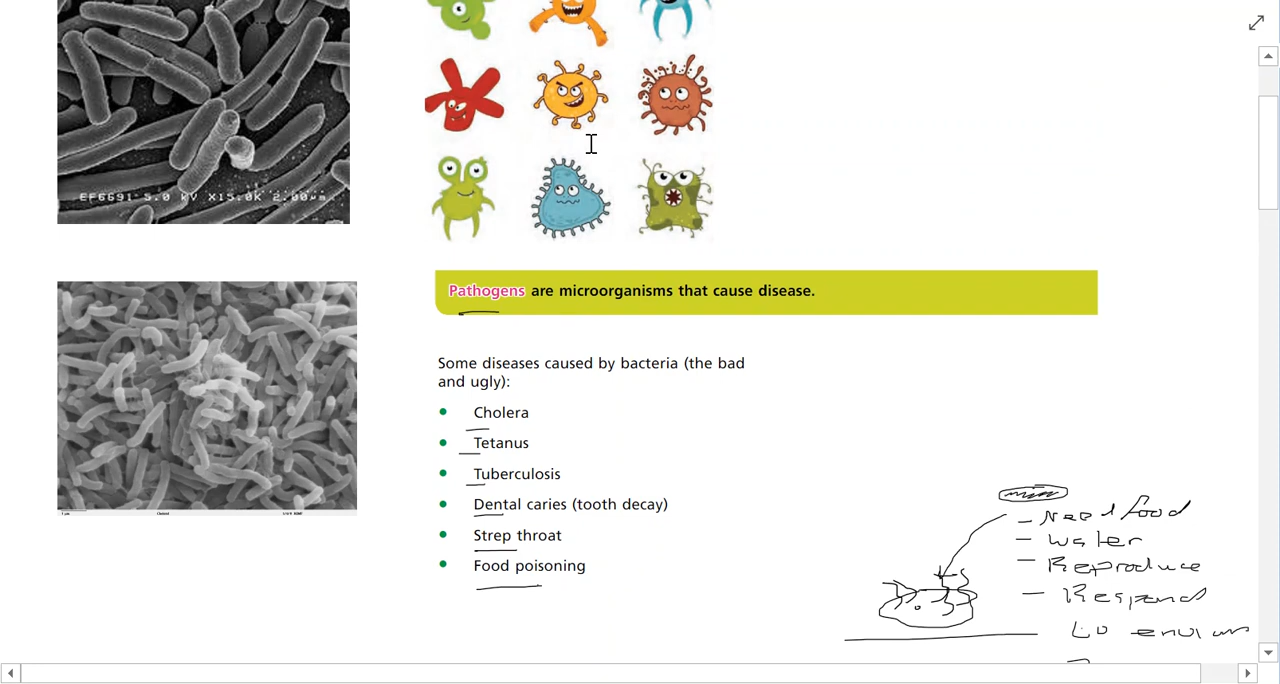 EF6691 5.0 KV X15.0K 2.00µm
Pathogens are microorganisms that cause disease.
Some diseases caused by bacteria (the bad
and ugly):
• Cholera
• Tetanus
• Tuberculosis
• Dental caries (tooth decay)
• Strep throat
• Food poisoning
- Need food
- Water
- Reproduce
- Respond
to